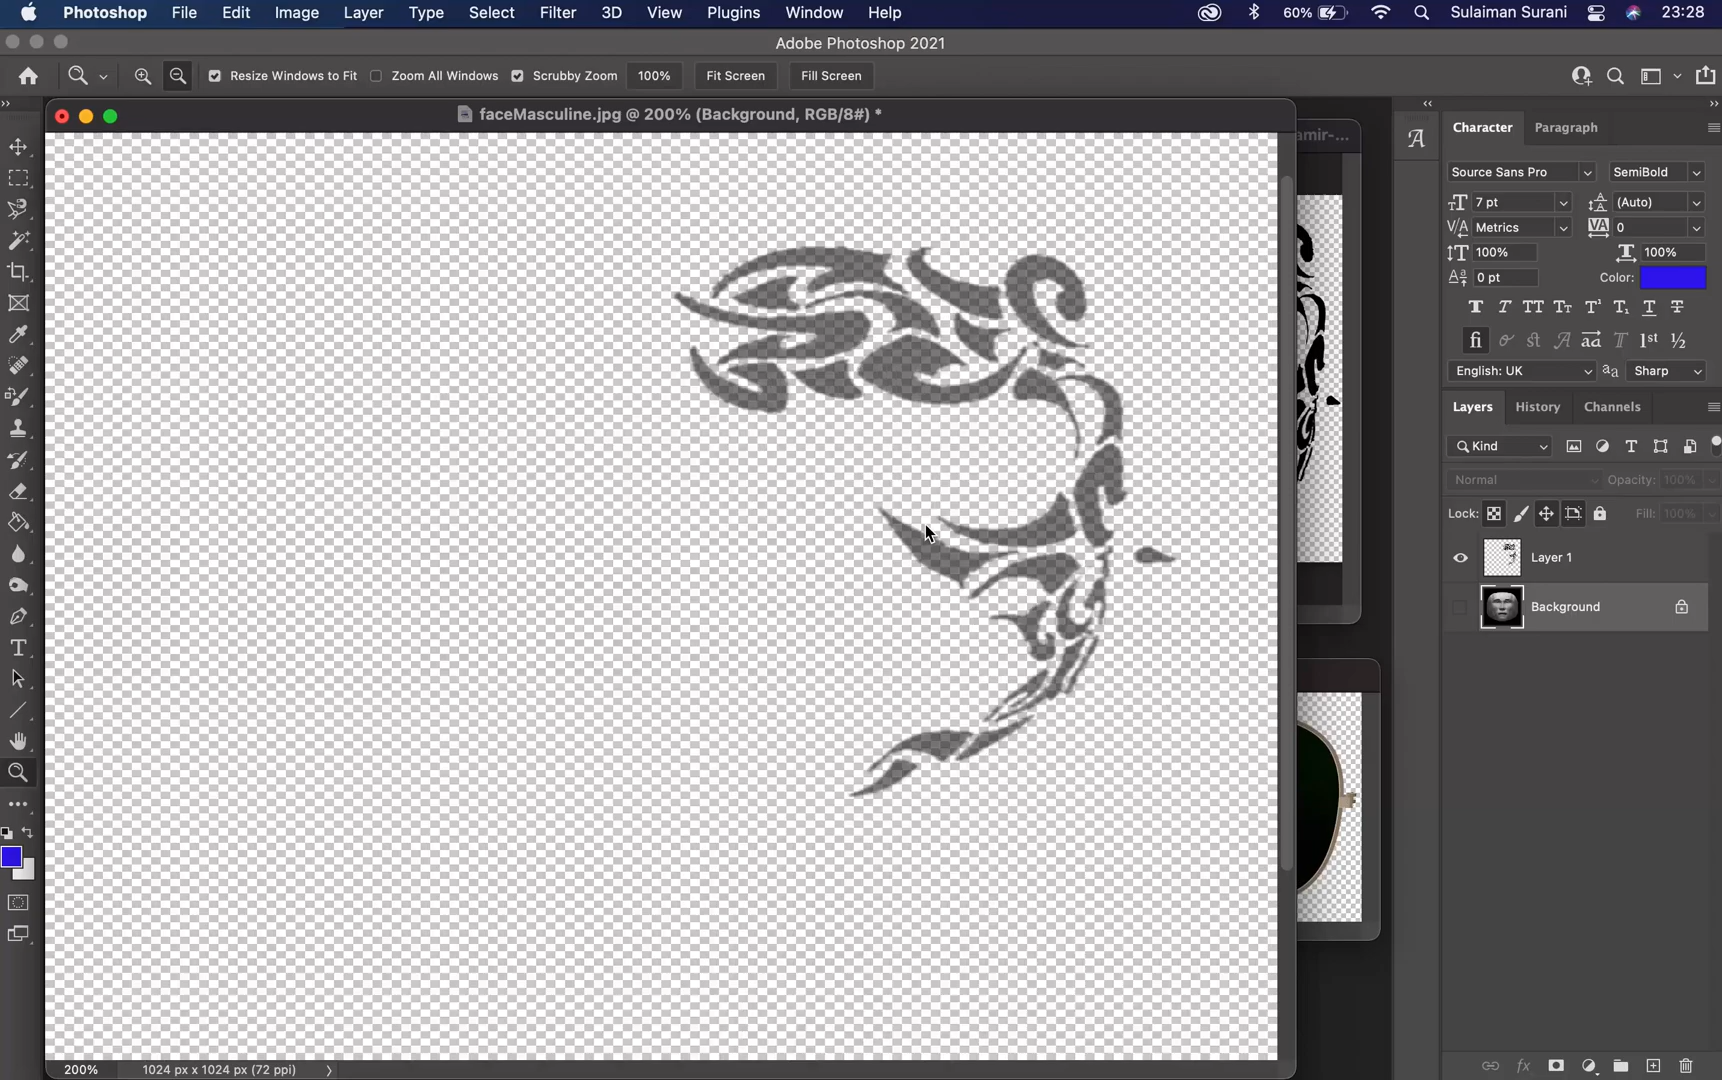 Photoshop File Edit Image Layer Type Select Filter 3D View Plugins Window Help 60% Sulaiman Surani 23:28
Adobe Photoshop 2021
Resize Windows to Fit Zoom All Windows Scrubby Zoom 100% Fit Screen Fill Screen
faceMasculine.jpg @ 200% (Background, RGB/8#) *
amir-...
Character Paragraph
Source Sans Pro SemiBold
7 pt (Auto)
Metrics 0
100% 100%
0 pt Color:
English: UK Sharp
Layers History Channels
Kind
Normal Opacity: 100%
Lock: Fill: 100%
Layer 1
Background
200% 1024 px x 1024 px (72 ppi)